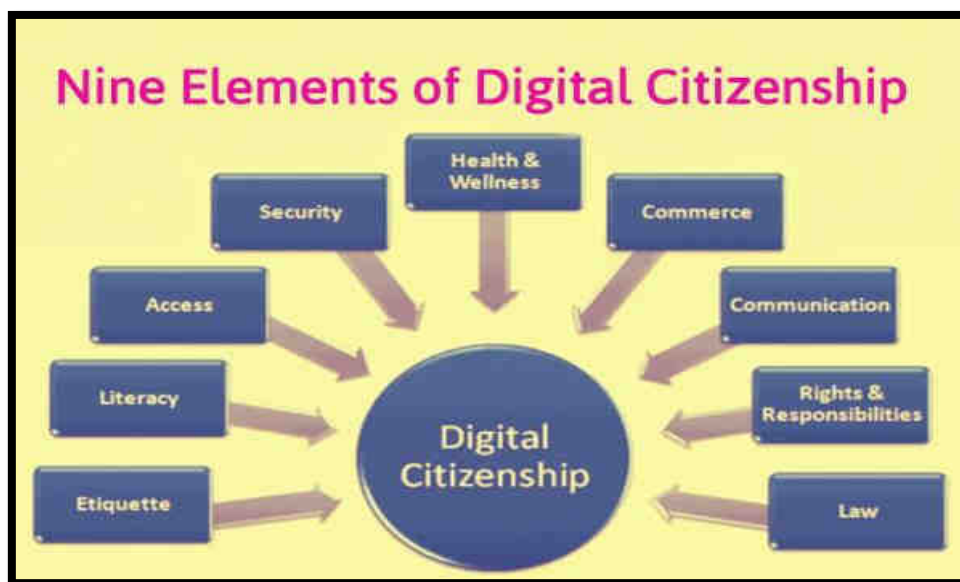 Nine Elements of Digital Citizenship
Health &
Wellness
Security
Commerce
Access
Communication
Literacy
Rights &
Responsibilities
Etiquette
Law
Digital
Citizenship